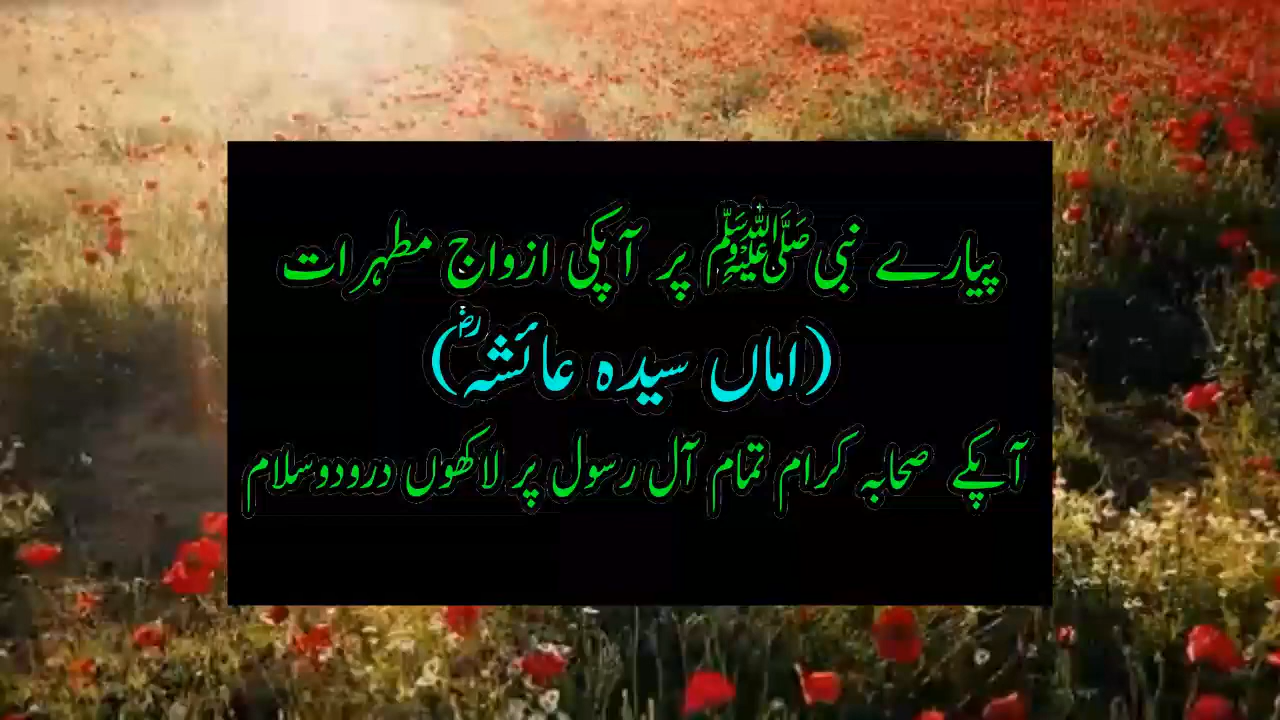 پیارے نبی ﷺ پر آپکی ازواج مطہرات
(اماں سیدہ عائشہؓ)
آپکے صحابہ کرام تمام آل رسول پر لاکھوں درودوسلام